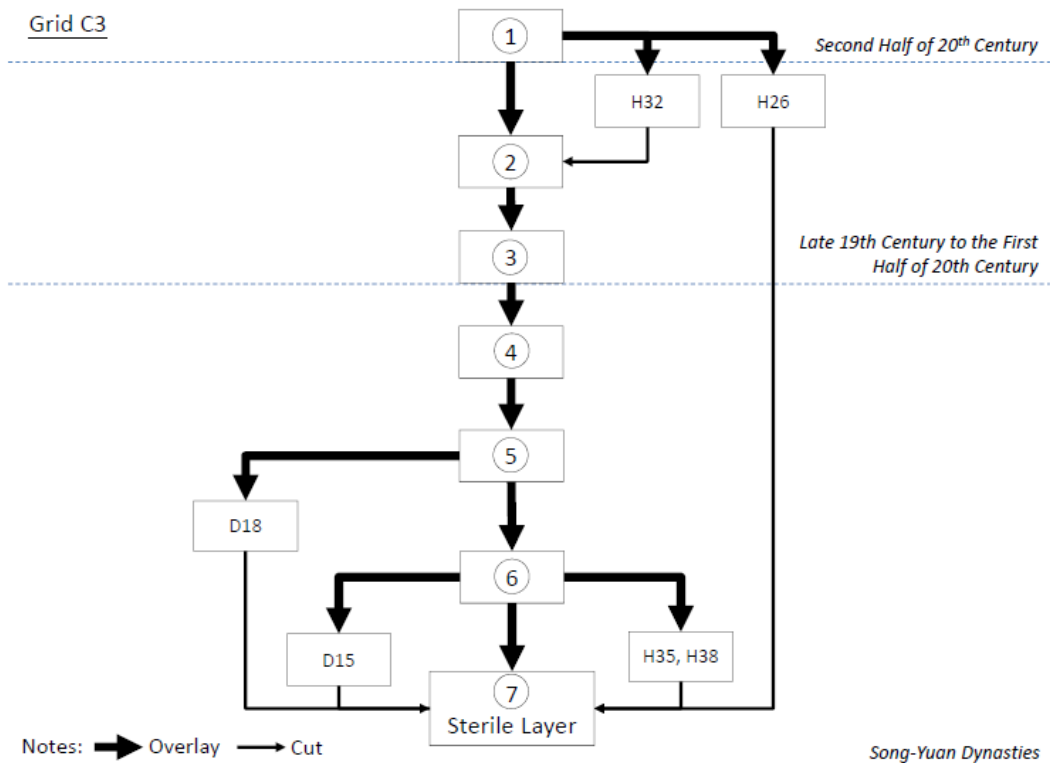 Grid C3
1
Second Half of 20th Century
H32
H26
2
Late 19th Century to the First
Half of 20th Century
3
4
5
D18
6
D15
H35, H38
7
Sterile Layer
Notes: Overlay Cut
Song-Yuan Dynasties